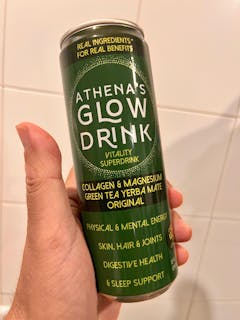 REAL INGREDIENTS*
FOR REAL BENEFITS
ATHENA'S
GLOW
DRINK
VITALITY
SUPERDRINK
COLLAGEN & MAGNESIUM
GREEN TEA YERBA MATE
ORIGINAL
PHYSICAL & MENTAL ENERGY
SKIN, HAIR & JOINTS
DIGESTIVE HEALTH
& SLEEP SUPPORT